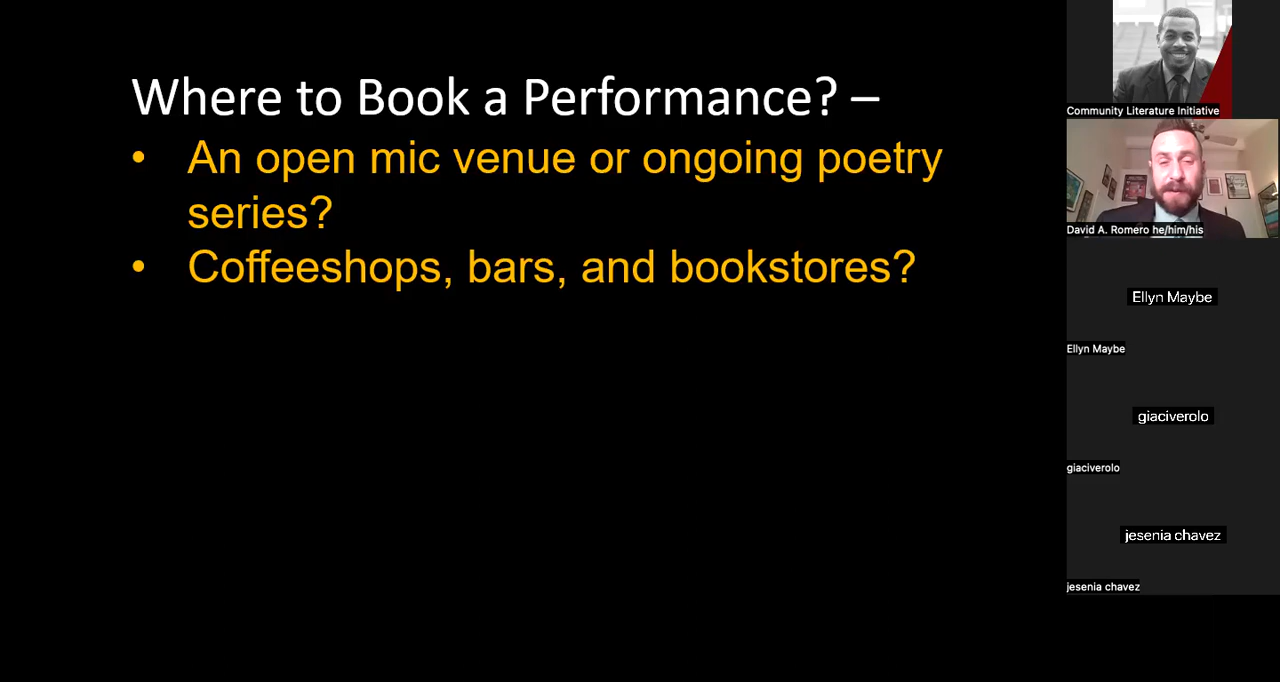 Where to Book a Performance? –
• An open mic venue or ongoing poetry
series?
• Coffeeshops, bars, and bookstores?
Community Literature Initiative
David A. Romero he/him/his
Ellyn Maybe
Ellyn Maybe
giaciverolo
giaciverolo
jesenia chavez
jesenia chavez